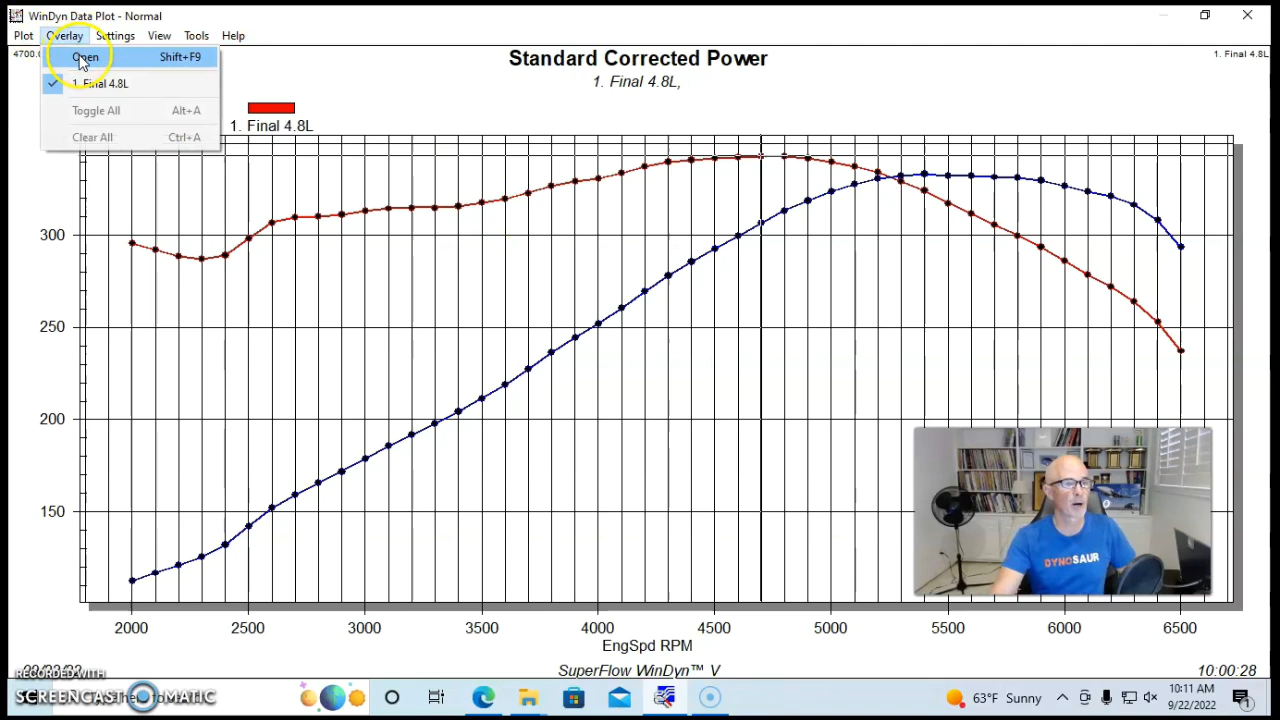 WinDyn Data Plot - Normal
Plot Overlay Settings View Tools Help
4700.
Open Shift+F9
1. Final 4.8L
Toggle All Alt+A
Clear All Ctrl+A
Standard Corrected Power
1. Final 4.8L,
1. Final 4.8L
1. Final 4.8L
300
250
200
150
2000 2500 3000 3500 4000 4500 5000 5500 6000 6500
EngSpd RPM
SuperFlow WinDyn™ V
10:00:28
DYNOSAUR
RECORDED WITH
SCREENCAST MATIC
63°F Sunny
10:11 AM
9/22/2022
1